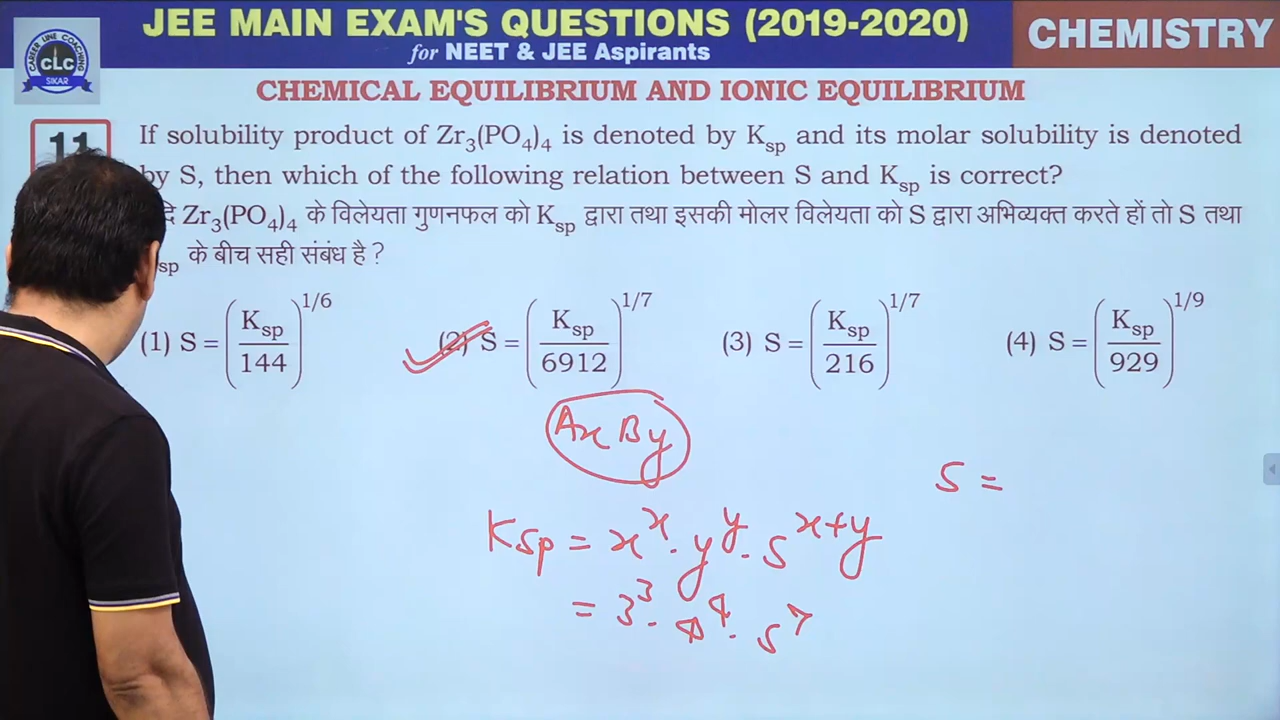 JEE MAIN EXAM'S QUESTIONS (2019-2020)
for NEET & JEE Aspirants
CHEMISTRY
CAREER LINE COACHING
CLC
SIKAR
CHEMICAL EQUILIBRIUM AND IONIC EQUILIBRIUM
11
If solubility product of Zr₃(PO₄)₄ is denoted by Kₛₚ and its molar solubility is denoted
by S, then which of the following relation between S and Kₛₚ is correct?
Zr₃(PO₄)₄ के विलेयता गुणनफल को Kₛₚ द्वारा तथा इसकी मोलर विलेयता को S द्वारा अभिव्यक्त करते हों तो S तथा
sp के बीच सही संबंध है ?
(1) S = (Kₛₚ/144)^1/6 (2) S = (Kₛₚ/6912)^1/7 (3) S = (Kₛₚ/216)^1/7 (4) S = (Kₛₚ/929)^1/9
AxBy
S =
Ksp = x^x . y^y . s^x+y
= 3^3 . 4^4 . s^7